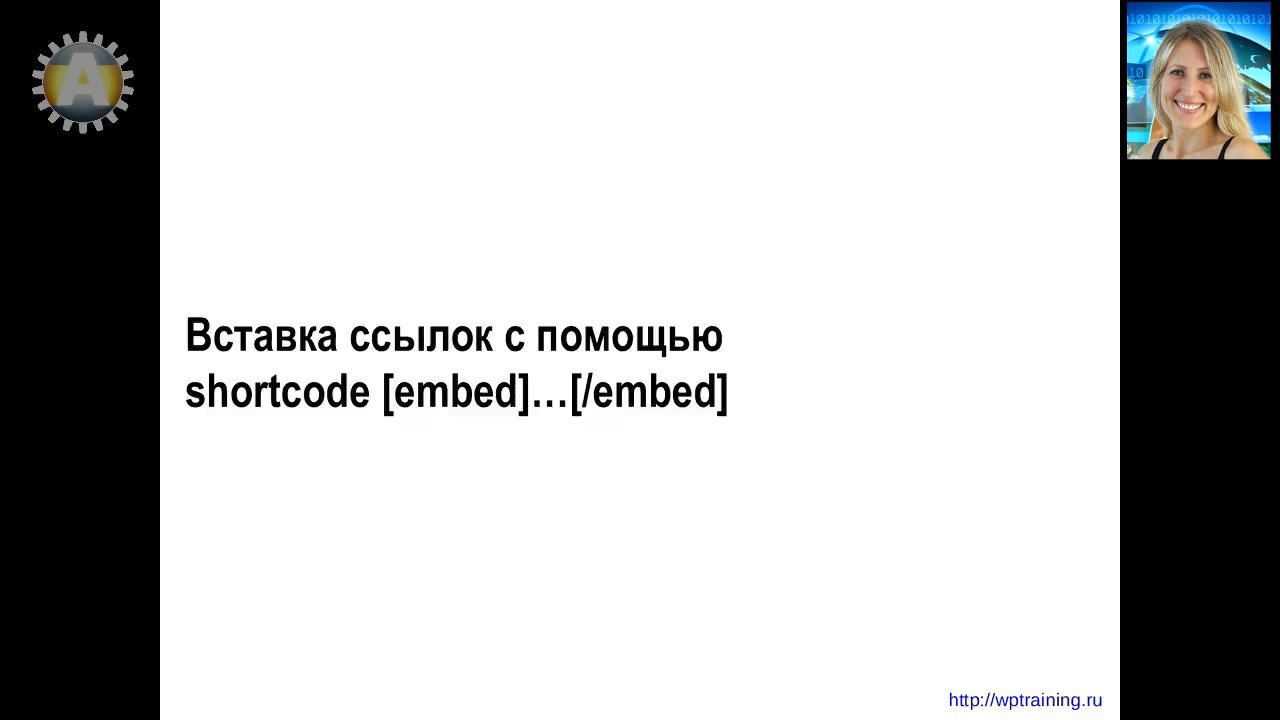 A
Вставка ссылок с помощью
shortcode [embed]…[/embed]
http://wptraining.ru